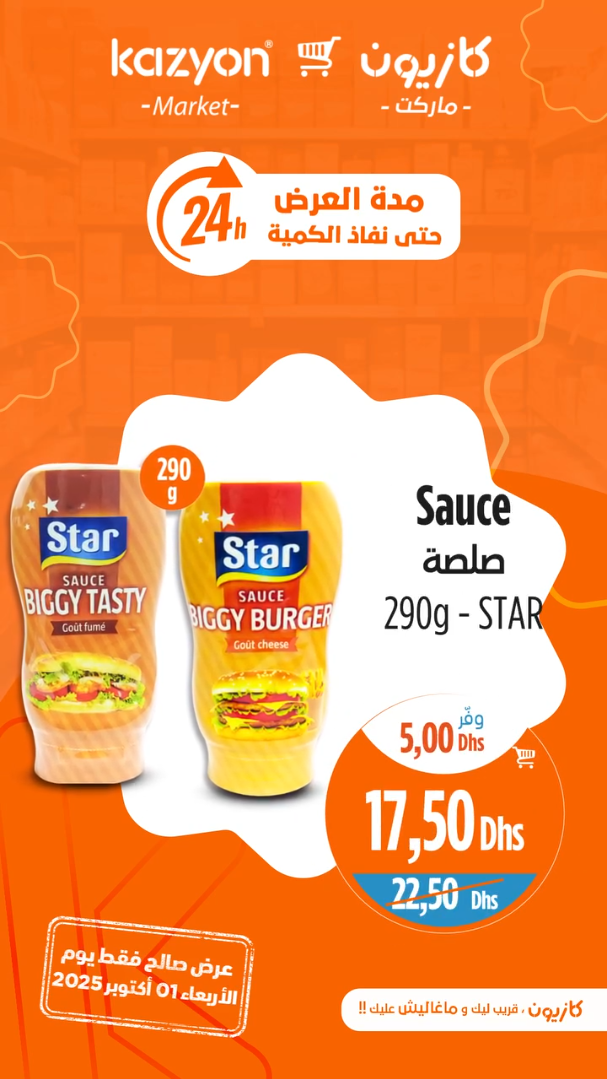 kazyon®
-Market-
كازيون
- ماركت -
24h
مدة العرض
حتى نفاذ الكمية
290
g
Star
SAUCE
BIGGY TASTY
Goût fumé
Star
SAUCE
BIGGY BURGER
Goût cheese
Sauce
صلصة
290g - STAR
وفّر
5,00 Dhs
17,50 Dhs
22,50 Dhs
عرض صالح فقط يوم
الأربعاء 01 أكتوبر 2025
كازيون ، قريب ليك و ماغاليش عليك !!